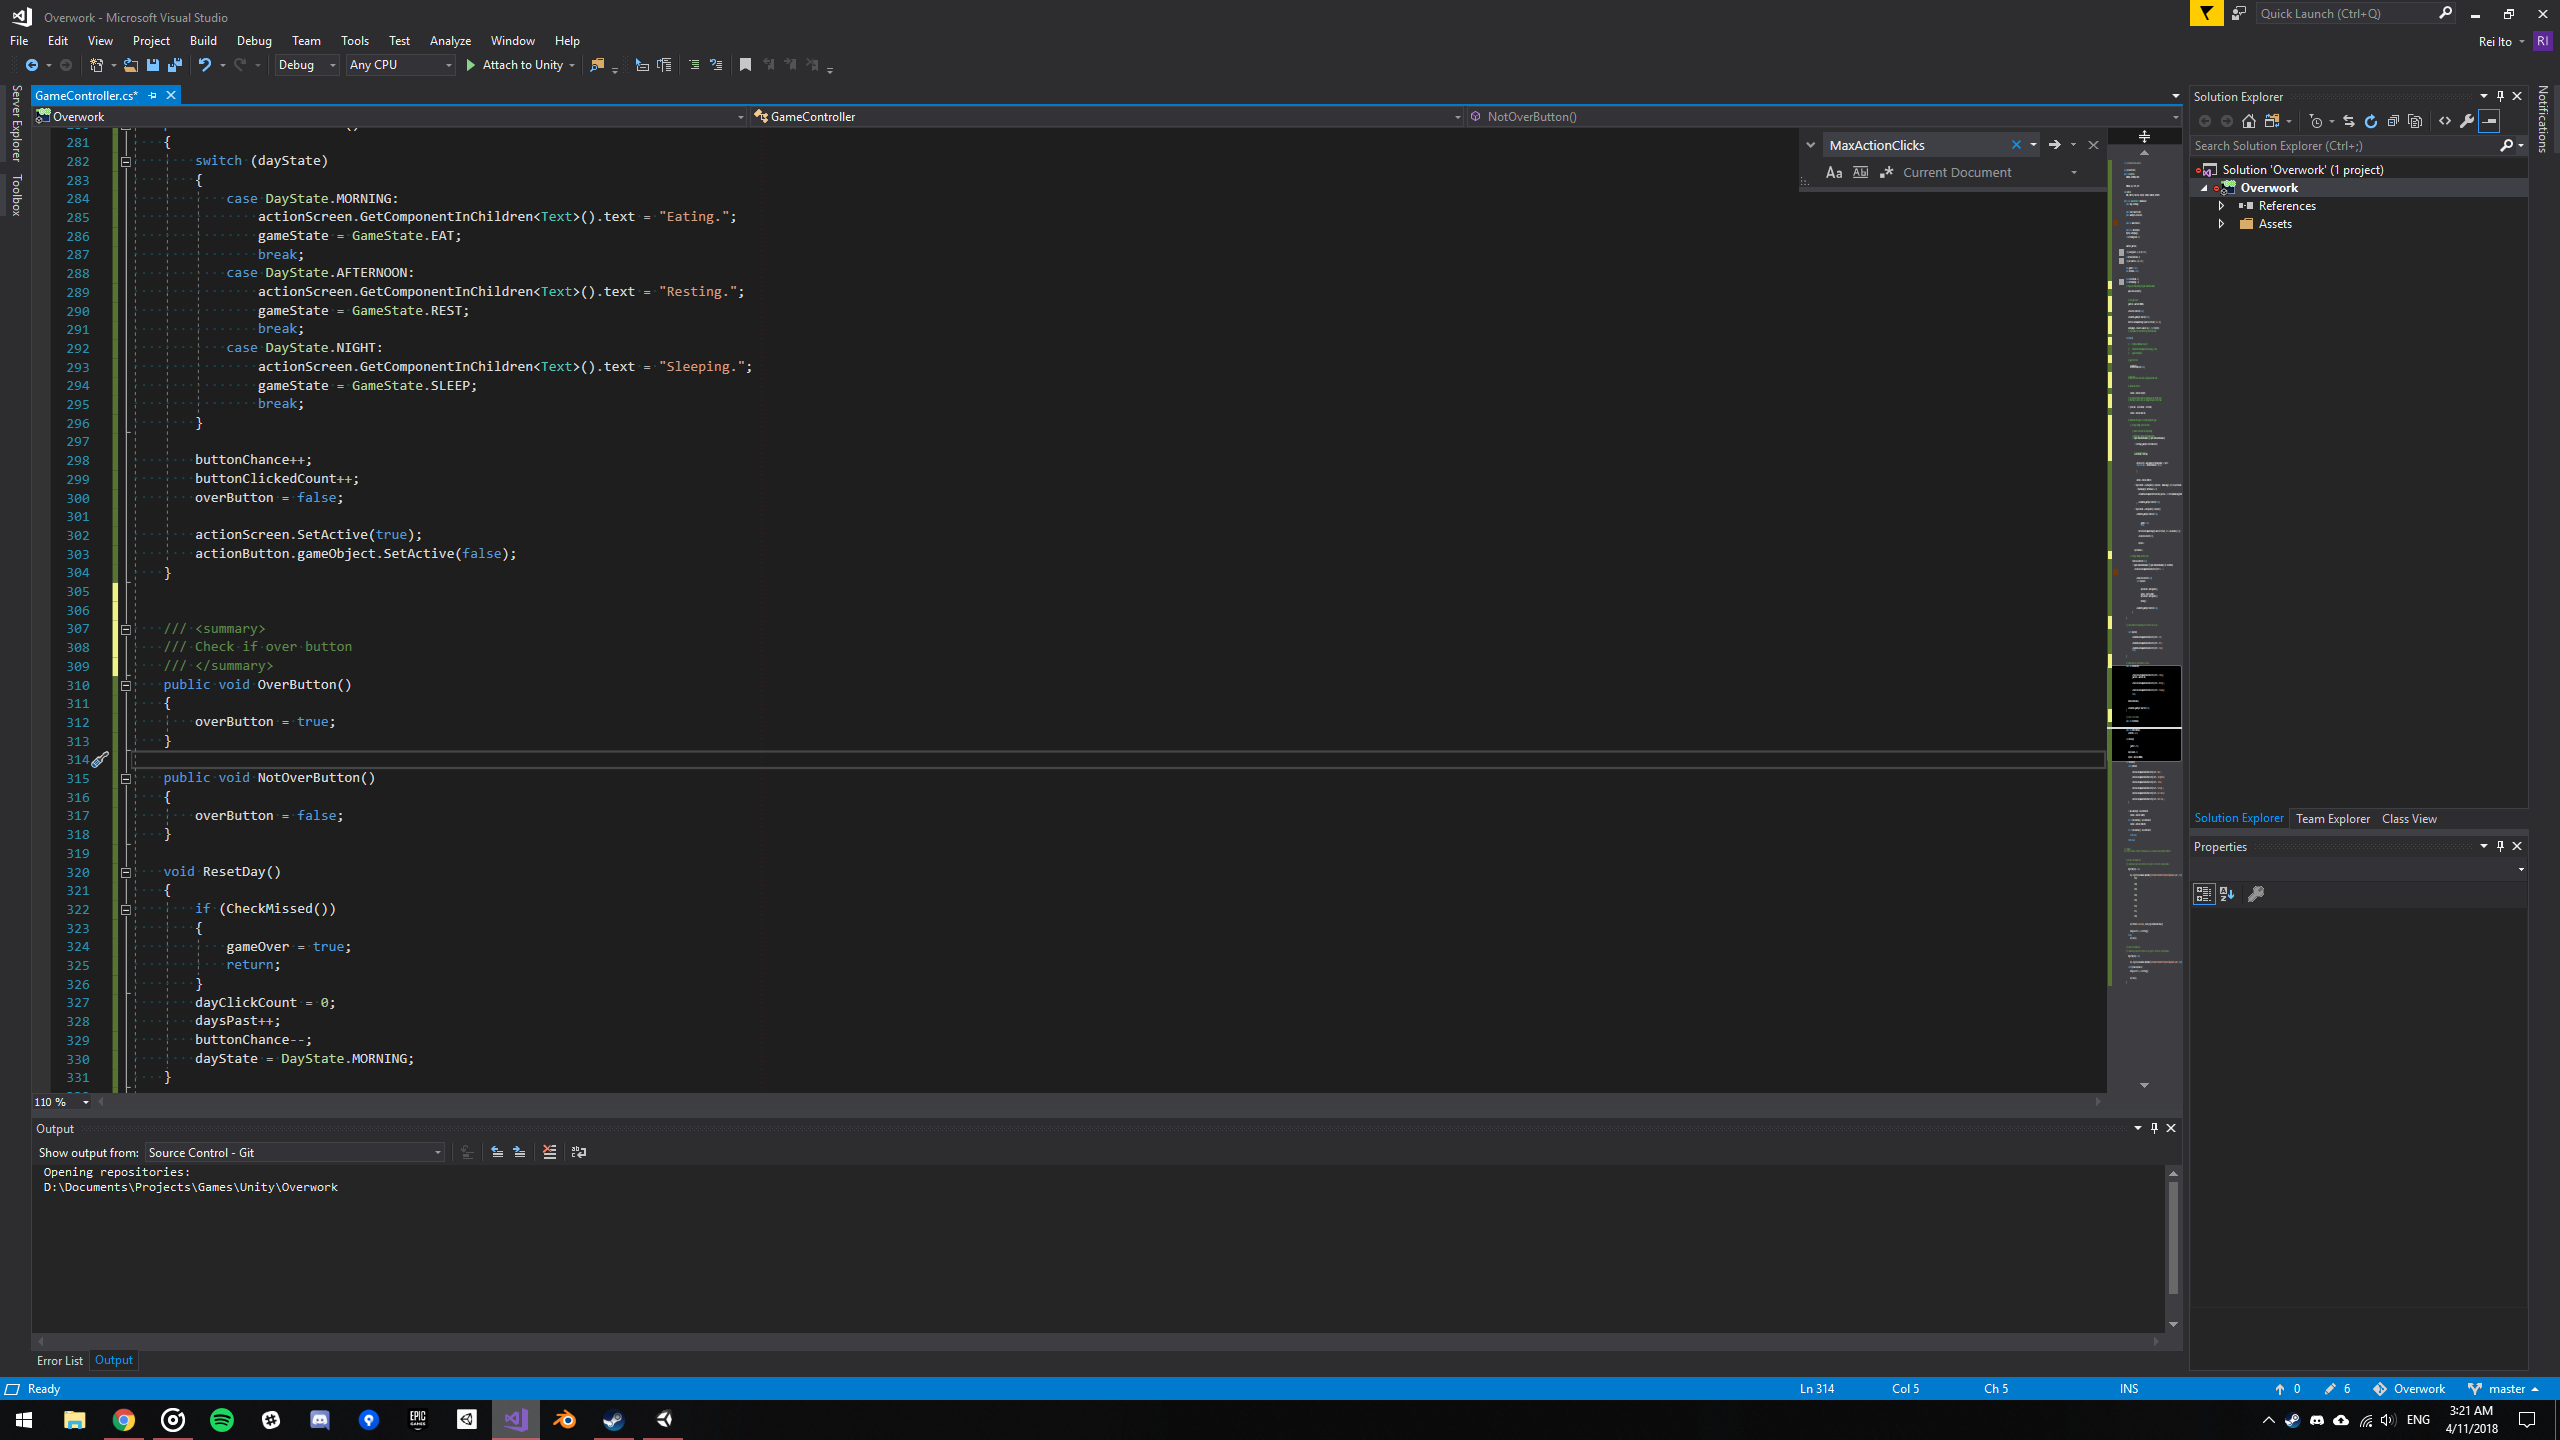 Overwork - Microsoft Visual Studio
Quick Launch (Ctrl+Q)
File Edit View Project Build Debug Team Tools Test Analyze Window Help
Rei Ito RI
Debug Any CPU Attach to Unity
Server Explorer
Toolbox
Notifications
GameController.cs*
Overwork GameController NotOverButton()
MaxActionClicks
Aa Ab Current Document
281 {
282 switch (dayState)
283 {
284 case DayState.MORNING:
285 actionScreen.GetComponentInChildren<Text>().text = "Eating.";
286 gameState = GameState.EAT;
287 break;
288 case DayState.AFTERNOON:
289 actionScreen.GetComponentInChildren<Text>().text = "Resting.";
290 gameState = GameState.REST;
291 break;
292 case DayState.NIGHT:
293 actionScreen.GetComponentInChildren<Text>().text = "Sleeping.";
294 gameState = GameState.SLEEP;
295 break;
296 }
297
298 buttonChance++;
299 buttonClickedCount++;
300 overButton = false;
301
302 actionScreen.SetActive(true);
303 actionButton.gameObject.SetActive(false);
304 }
305
306
307 /// <summary>
308 /// Check if over button
309 /// </summary>
310 public void OverButton()
311 {
312 overButton = true;
313 }
314
315 public void NotOverButton()
316 {
317 overButton = false;
318 }
319
320 void ResetDay()
321 {
322 if (CheckMissed())
323 {
324 gameOver = true;
325 return;
326 }
327 dayClickCount = 0;
328 daysPast++;
329 buttonChance--;
330 dayState = DayState.MORNING;
331 }
110 %
Solution Explorer
Search Solution Explorer (Ctrl+;)
Solution 'Overwork' (1 project)
Overwork
References
Assets
Solution Explorer Team Explorer Class View
Properties
Output
Show output from: Source Control - Git
Opening repositories:
D:\Documents\Projects\Games\Unity\Overwork
Error List Output
Ready Ln 314 Col 5 Ch 5 INS 0 6 Overwork master
EPIC GAMES
ENG
3:21 AM
4/11/2018